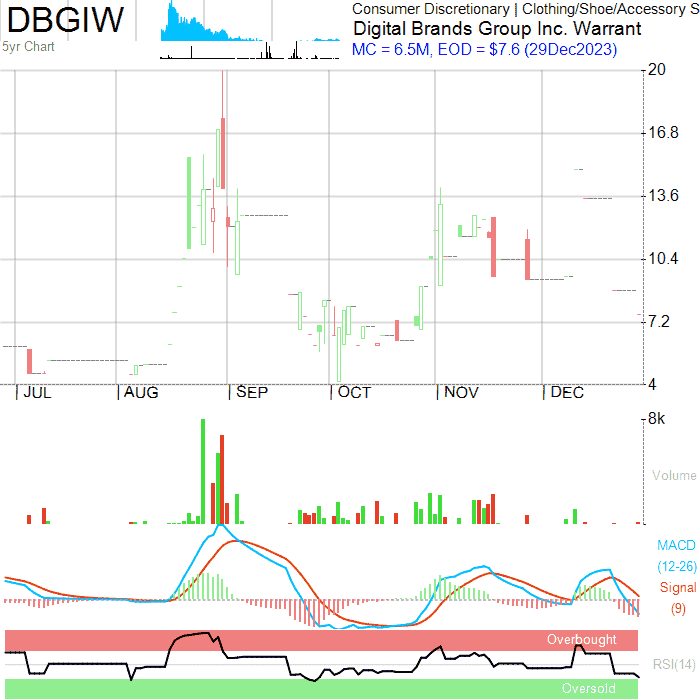 DBGIW
5yr Chart
Consumer Discretionary | Clothing/Shoe/Accessory S
Digital Brands Group Inc. Warrant
MC = 6.5M, EOD = $7.6 (29Dec2023)
20
16.8
13.6
10.4
7.2
4
JUL AUG SEP OCT NOV DEC
8k
Volume
MACD
(12-26)
Signal
(9)
Overbought
RSI(14)
Oversold